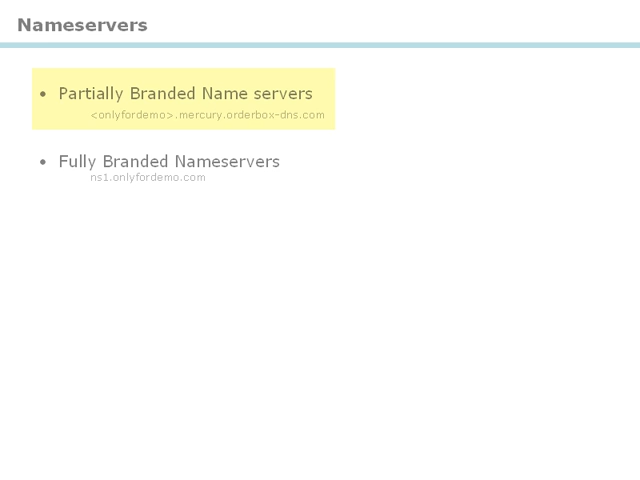 Nameservers
• Partially Branded Name servers
<onlyfordemo>.mercury.orderbox-dns.com
• Fully Branded Nameservers
ns1.onlyfordemo.com